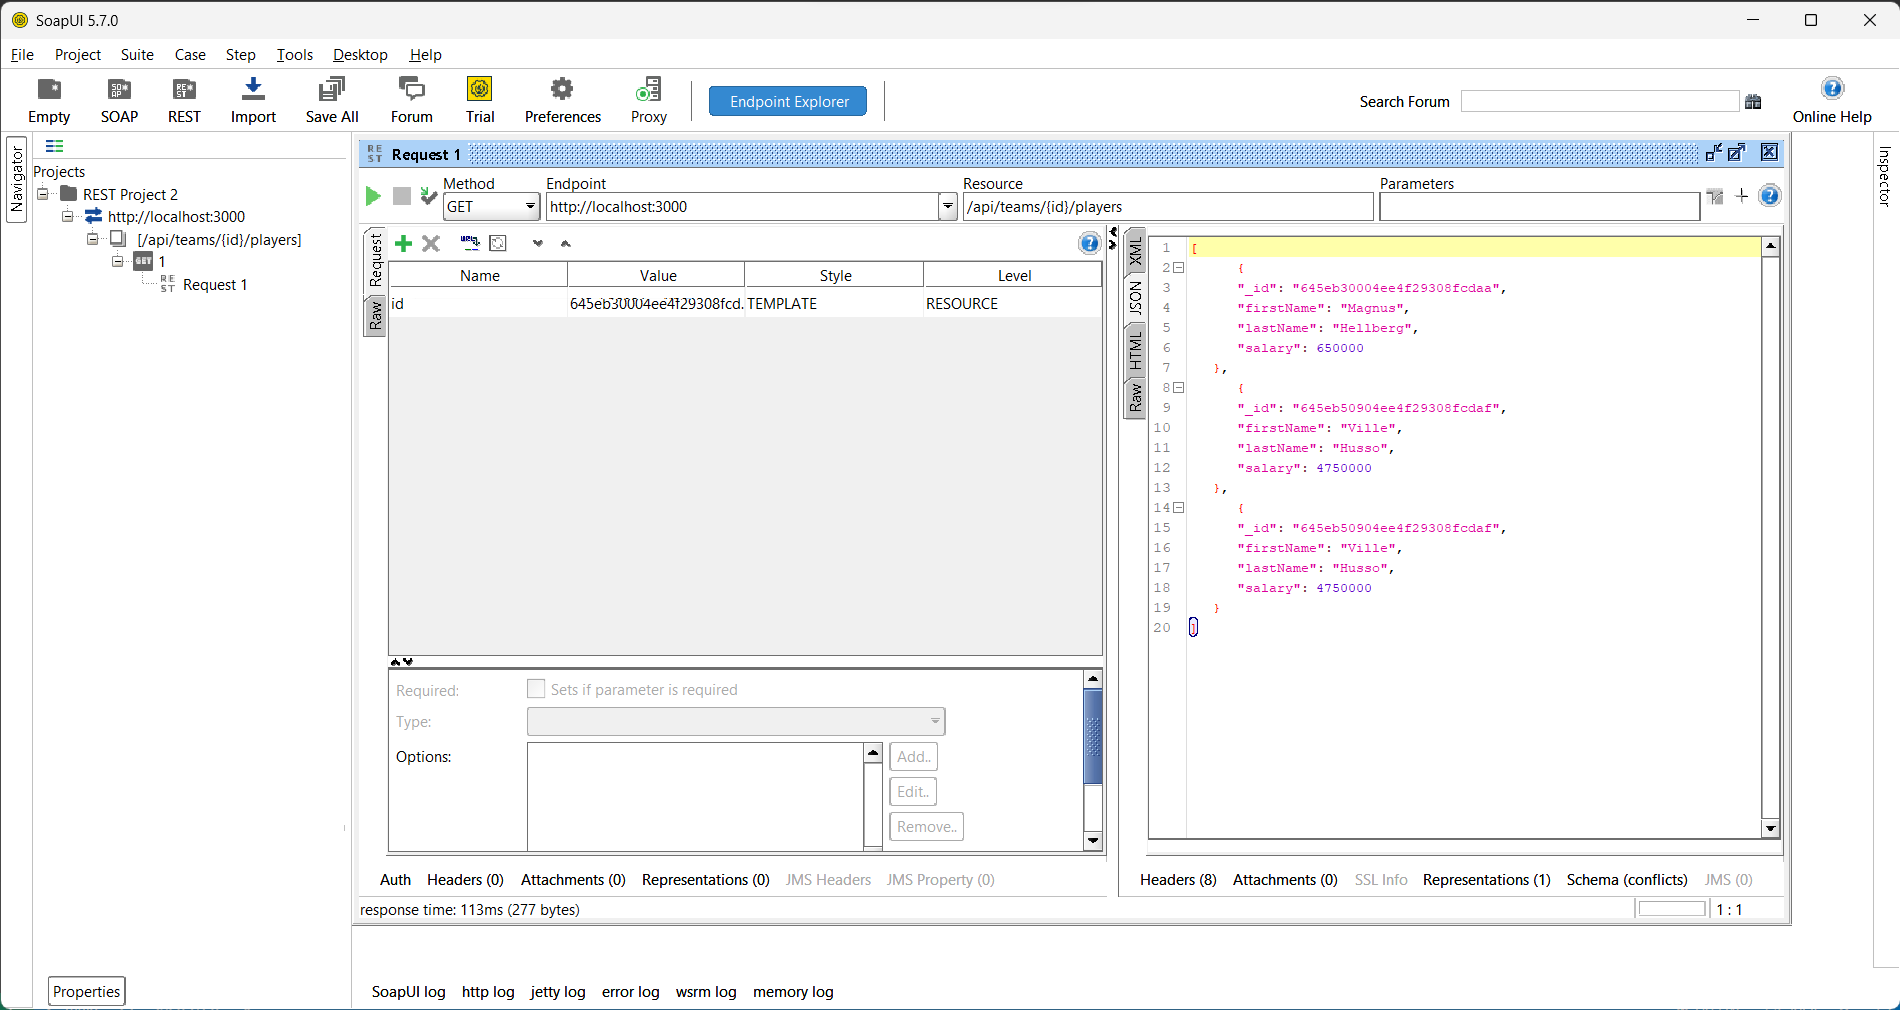 SoapUI 5.7.0
File Project Suite Case Step Tools Desktop Help
Empty SOAP REST Import Save All Forum Trial Preferences Proxy Endpoint Explorer Search Forum Online Help
Navigator
Projects
REST Project 2
http://localhost:3000
[/api/teams/{id}/players]
GET 1
REST Request 1
REST Request 1
Method Endpoint Resource Parameters
GET http://localhost:3000 /api/teams/{id}/players
Request
Raw
Name Value Style Level
id 645eb30004ee4f29308fcd. TEMPLATE RESOURCE
Required: Sets if parameter is required
Type:
Options: Add..
Edit..
Remove..
Auth Headers (0) Attachments (0) Representations (0) JMS Headers JMS Property (0)
XML
JSON
HTML
Raw
1 [
2 {
3 "_id": "645eb30004ee4f29308fcdaa",
4 "firstName": "Magnus",
5 "lastName": "Hellberg",
6 "salary": 650000
7 },
8 {
9 "_id": "645eb50904ee4f29308fcdaf",
10 "firstName": "Ville",
11 "lastName": "Husso",
12 "salary": 4750000
13 },
14 {
15 "_id": "645eb50904ee4f29308fcdaf",
16 "firstName": "Ville",
17 "lastName": "Husso",
18 "salary": 4750000
19 }
20 ]
Headers (8) Attachments (0) SSL Info Representations (1) Schema (conflicts) JMS (0)
response time: 113ms (277 bytes) 1 : 1
Inspector
Properties
SoapUI log http log jetty log error log wsrm log memory log